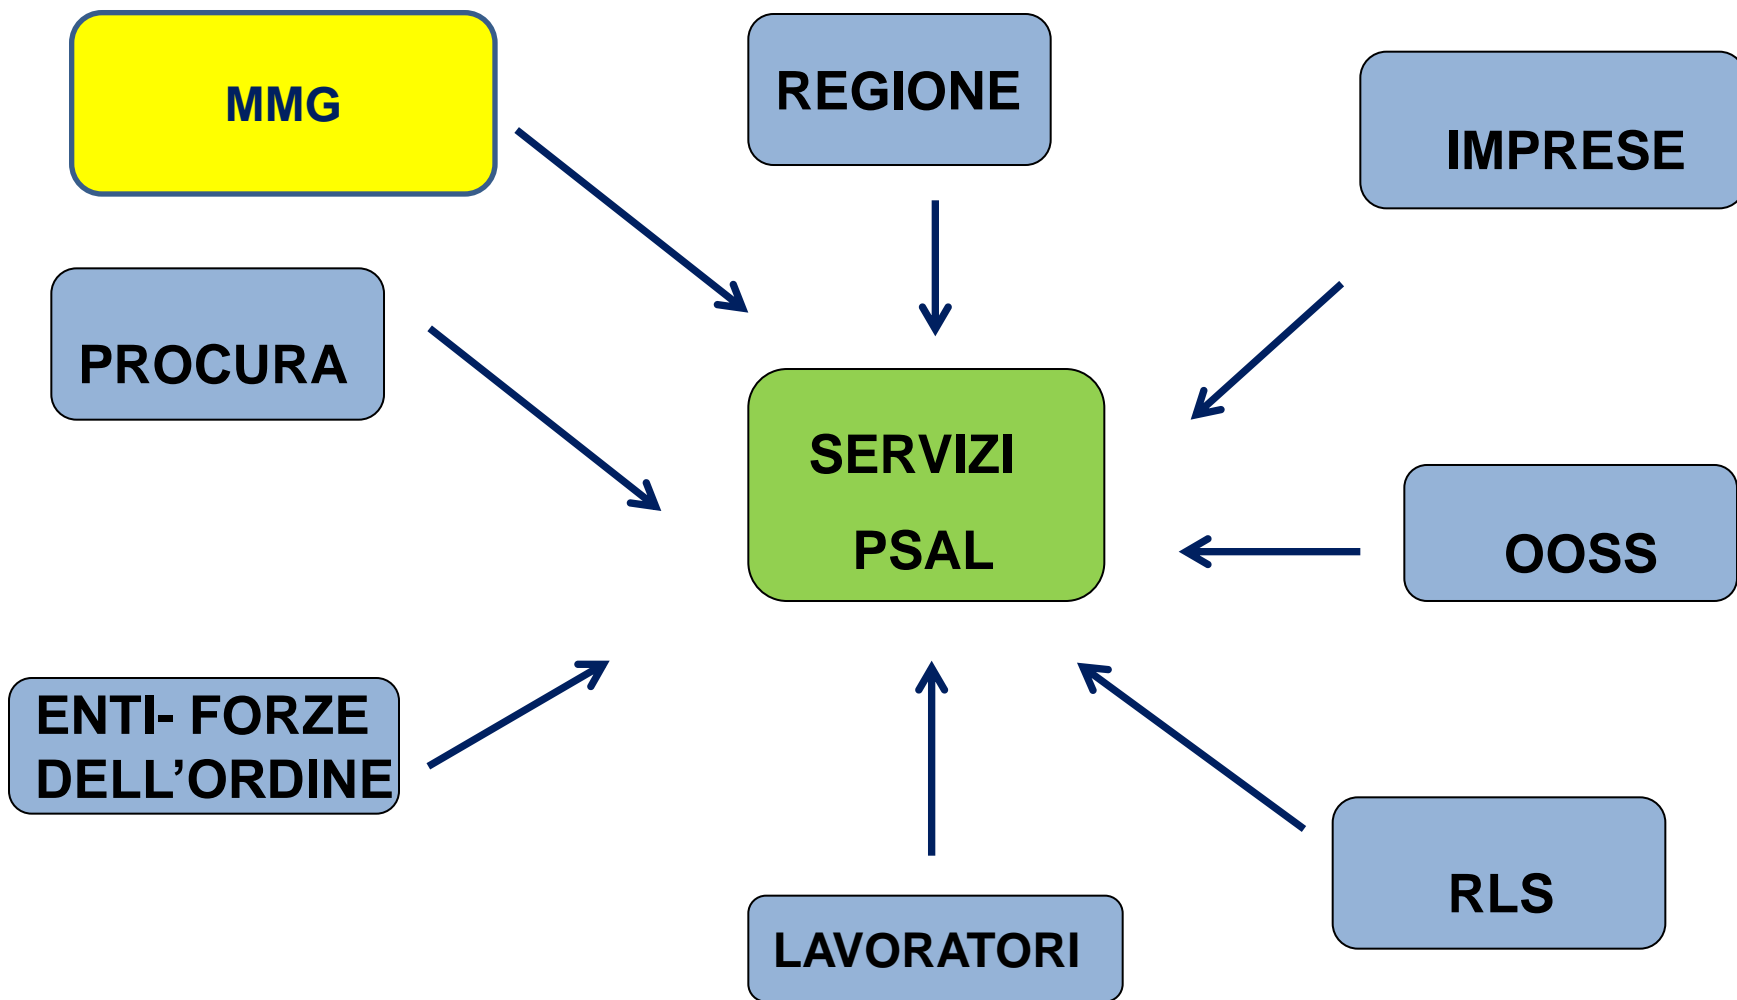 MMG
REGIONE
IMPRESE
PROCURA
SERVIZI
PSAL
OOSS
ENTI- FORZE
DELL’ORDINE
RLS
LAVORATORI